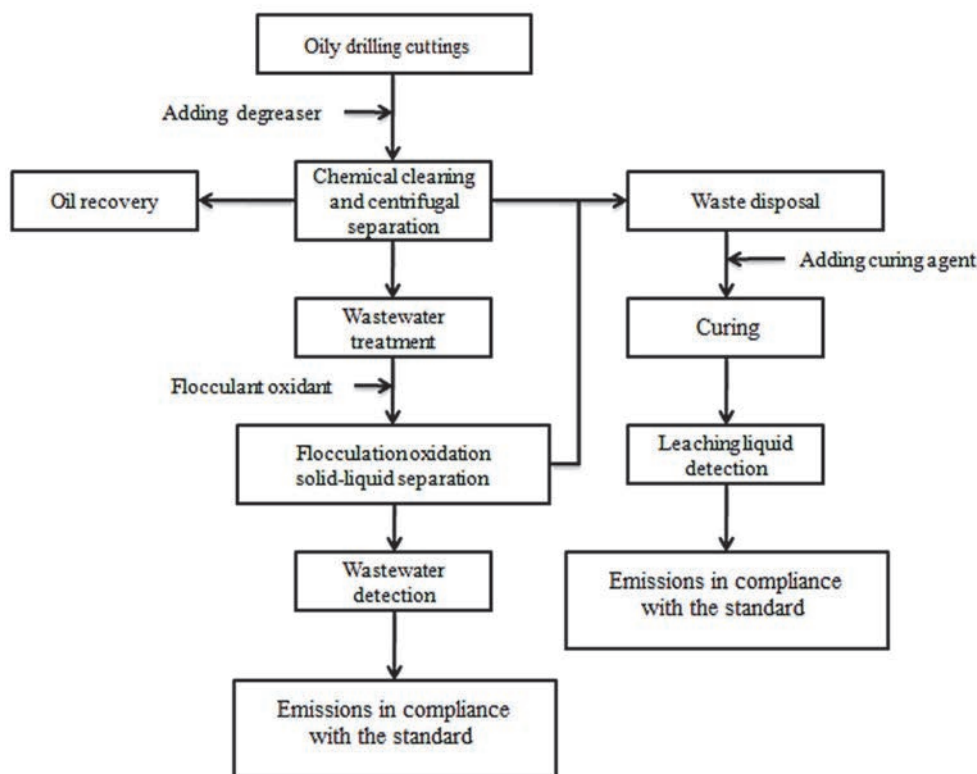 Oily drilling cuttings
Adding degreaser
Chemical cleaning
and centrifugal
separation
Oil recovery
Waste disposal
Adding curing agent
Wastewater
treatment
Curing
Flocculant oxidant
Flocculation oxidation
solid-liquid separation
Leaching liquid
detection
Wastewater
detection
Emissions in compliance
with the standard
Emissions in compliance
with the standard